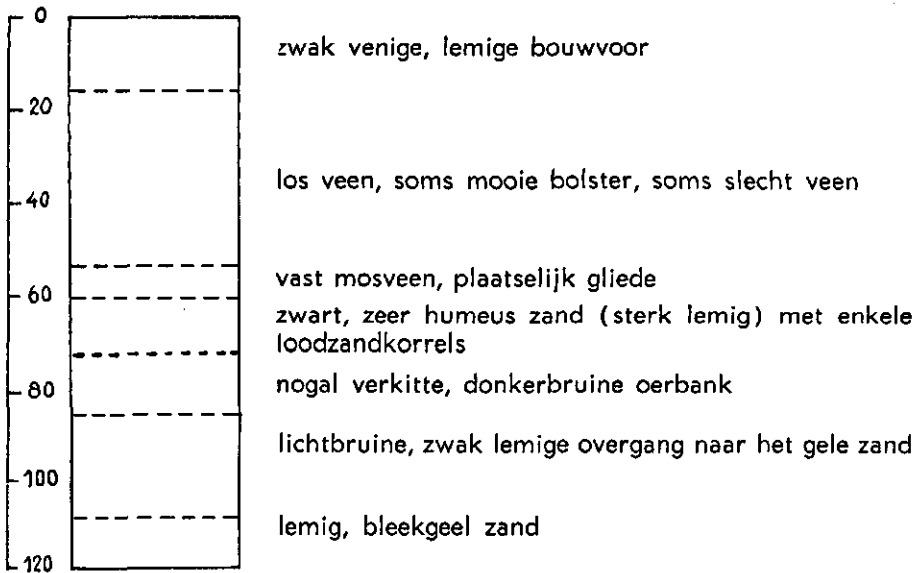 0
zwak venige, lemige bouwvoor
20
los veen, soms mooie bolster, soms slecht veen
40
vast mosveen, plaatselijk gliede
60
zwart, zeer humeus zand (sterk lemig) met enkele
loodzandkorrels
nogal verkitte, donkerbruine oerbank
80
lichtbruine, zwak lemige overgang naar het gele zand
100
lemig, bleekgeel zand
120